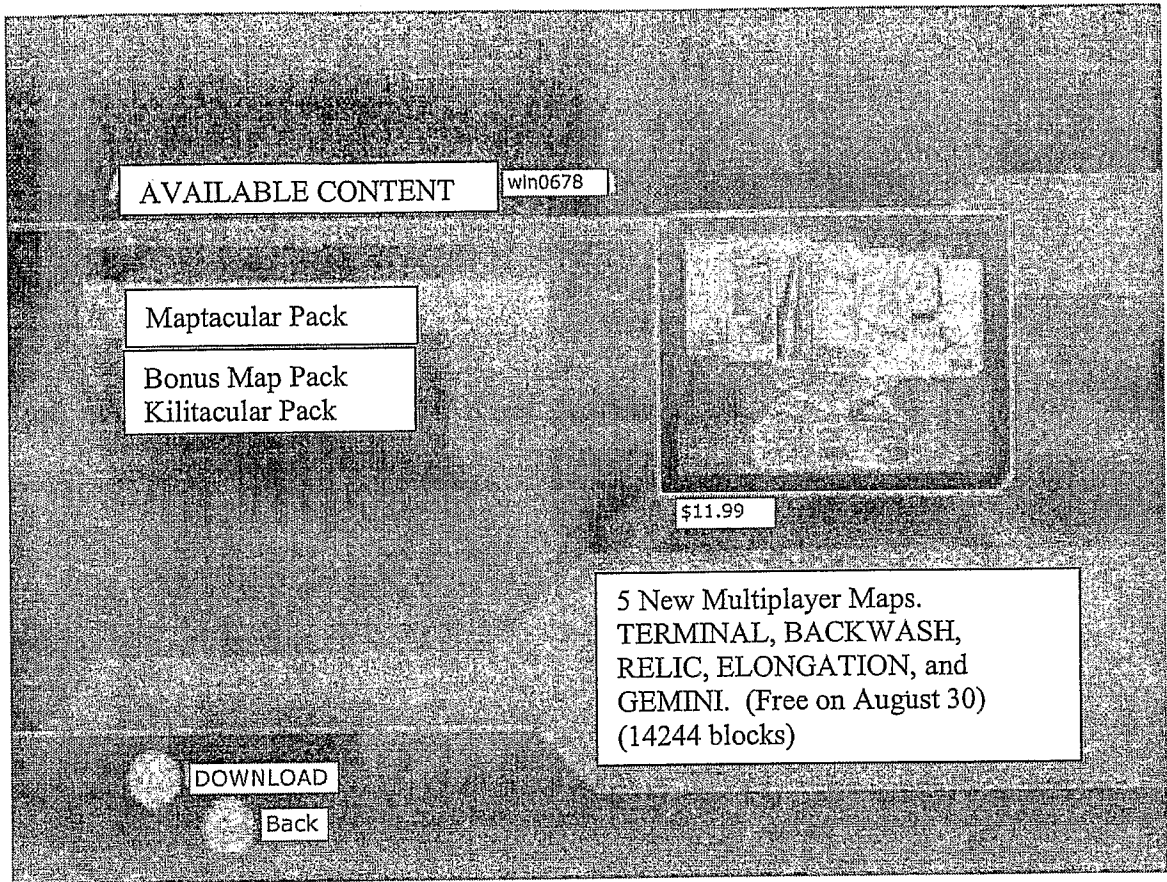 AVAILABLE CONTENT
wln0678
Maptacular Pack
Bonus Map Pack
Kilitacular Pack
$11.99
5 New Multiplayer Maps.
TERMINAL, BACKWASH,
RELIC, ELONGATION, and
GEMINI. (Free on August 30)
(14244 blocks)
DOWNLOAD
Back